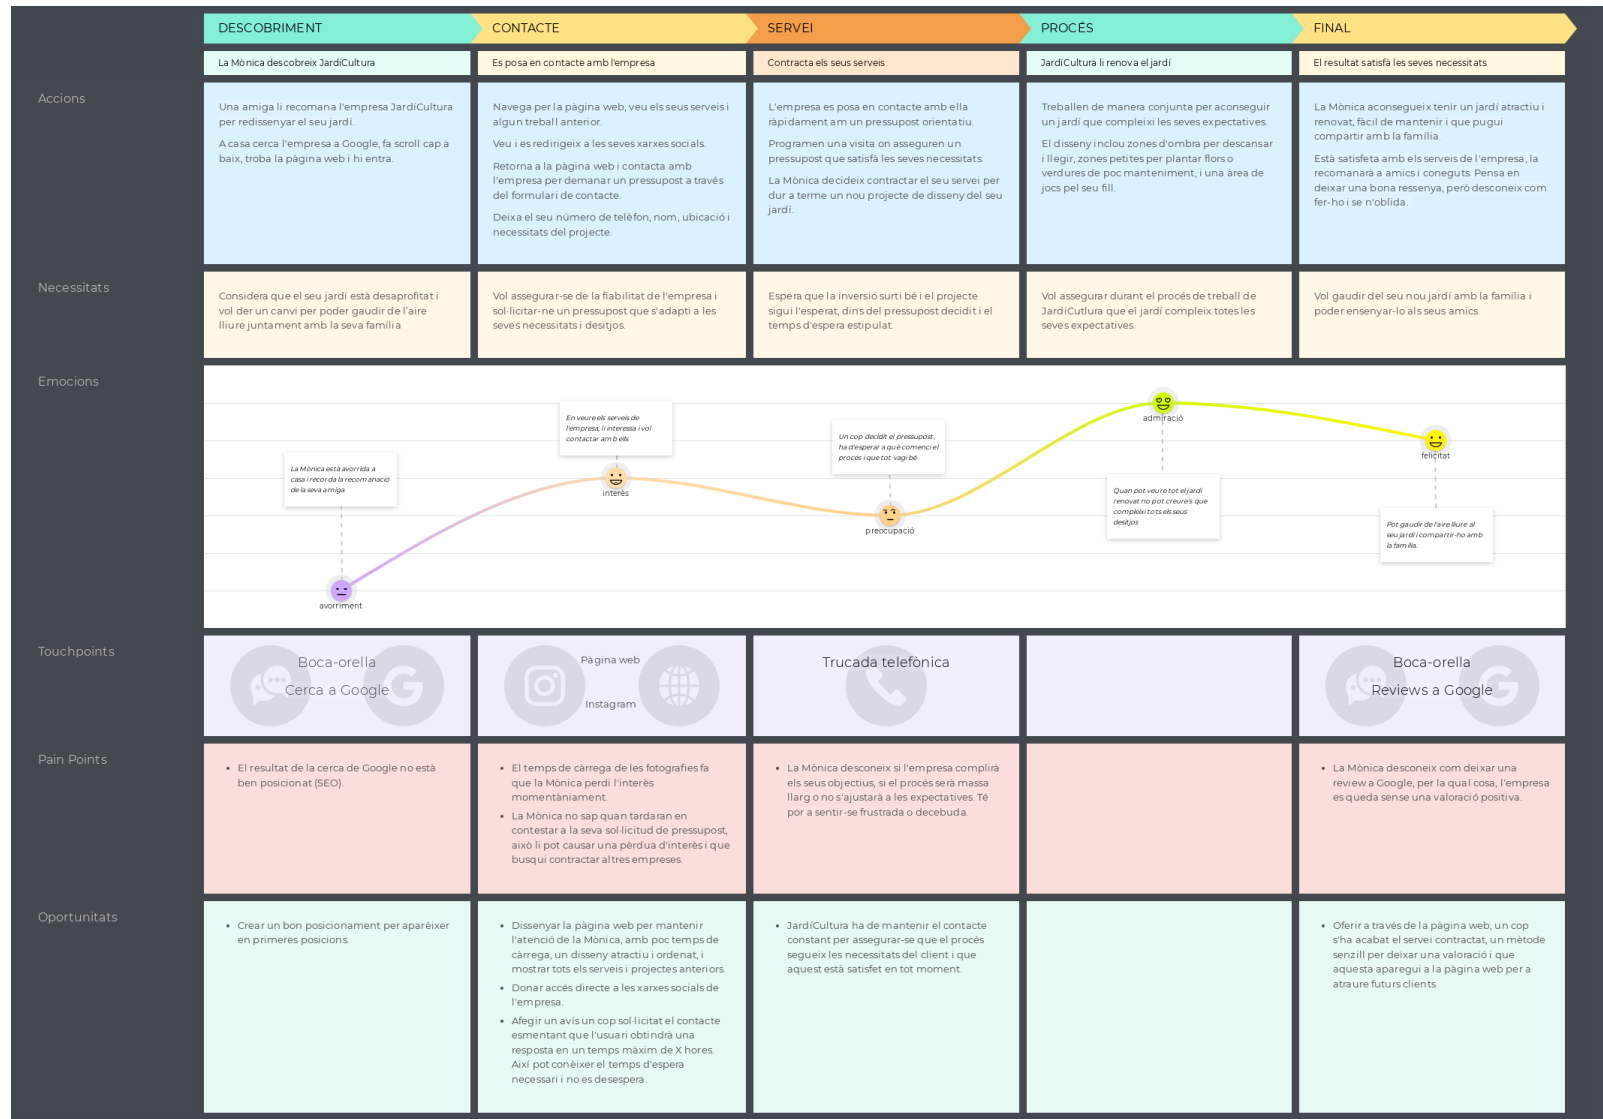 DESCOBRIMENT
CONTACTE
SERVEI
PROCÉS
FINAL
La Mònica descobreix JardíCultura
Es posa en contacte amb l'empresa
Contracta els seus serveis
JardíCultura li renova el jardí
El resultat satisfà les seves necessitats
Accions
Una amiga li recomana l'empresa JardíCultura
per redissenyar el seu jardí.
A casa cerca l'empresa a Google, fa scroll cap a
baix, troba la pàgina web i hi entra.
Navega per la pàgina web, veu els seus serveis i
algun treball anterior.
Veu i es redirigeix a les seves xarxes socials.
Retorna a la pàgina web i contacta amb
l'empresa per demanar un pressupost a través
del formulari de contacte.
Deixa el seu número de telèfon, nom, ubicació i
necessitats del projecte.
L'empresa es posa en contacte amb ella
ràpidament am un pressupost orientatiu.
Programen una visita on asseguren un
pressupost que satisfà les seves necessitats.
La Mònica decideix contractar el seu servei per
dur a terme un nou projecte de disseny del seu
jardí.
Treballen de manera conjunta per aconseguir
un jardí que compleixi les seves expectatives.
El disseny inclou zones d'ombra per descansar
i llegir, zones petites per plantar flors o
verdures de poc manteniment, i una àrea de
jocs pel seu fill.
La Mònica aconsegueix tenir un jardí atractiu i
renovat, fàcil de mantenir i que pugui
compartir amb la família.
Està satisfeta amb els serveis de l'empresa, la
recomanarà a amics i coneguts. Pensa en
deixar una bona ressenya, però desconeix com
fer-ho i se n'oblida.
Necessitats
Considera que el seu jardí està desaprofitat i
vol der un canvi per poder gaudir de l'aire
lliure juntament amb la seva família
Vol assegurar-se de la fiabilitat de l'empresa i
sol·licitar-ne un pressupost que s'adapti a les
seves necessitats i desitjos.
Espera que la inversió surti bé i el projecte
sigui l'esperat, dins del pressupost decidit i el
temps d'espera estipulat.
Vol assegurar durant el procés de treball de
JardíCutlura que el jardí compleix totes les
seves expectatives.
Vol gaudir del seu nou jardí amb la família i
poder ensenyar-lo als seus amics.
Emocions
La Mònica està avorrida a
casa i recorda la recomanació
de la seva amiga
avorriment
En veure els serveis de
l'empresa, li interessa i vol
contactar amb ells
interès
Un cop decidit el pressupost,
ha d'esperar a què comenci el
procés i que tot vagi bé
preocupació
admiració
Quan pot veure tot el jardí
renovat no pot creure's que
compleixi tots els seus
desitjos
felicitat
Pot gaudir de l'aire lliure al
seu jardí i compartir-ho amb
la família.
Touchpoints
Boca-orella
Cerca a Google
Pàgina web
Instagram
Trucada telefònica
Boca-orella
Reviews a Google
Pain Points
• El resultat de la cerca de Google no està
ben posicionat (SEO).
• El temps de càrrega de les fotografies fa
que la Mònica perdi l'interès
momentàniament.
• La Mònica no sap quan tardaran en
contestar a la seva sol·licitud de pressupost,
això li pot causar una pèrdua d'interès i que
busqui contractar altres empreses.
• La Mònica desconeix si l'empresa complirà
els seus objectius, si el procés serà massa
llarg o no s'ajustarà a les expectatives. Té
por a sentir-se frustrada o decebuda.
• La Mònica desconeix com deixar una
review a Google, per la qual cosa, l'empresa
es queda sense una valoració positiva.
Oportunitats
• Crear un bon posicionament per aparèixer
en primeres posicions.
• Dissenyar la pàgina web per mantenir
l'atenció de la Mònica, amb poc temps de
càrrega, un disseny atractiu i ordenat, i
mostrar tots els serveis i projectes anteriors.
• Donar accés directe a les xarxes socials de
l'empresa.
• Afegir un avís un cop sol·licitat el contacte
esmentant que l'usuari obtindrà una
resposta en un temps màxim de X hores.
Així pot conèixer el temps d'espera
necessari i no es desespera.
• JardíCultura ha de mantenir el contacte
constant per assegurar-se que el procés
segueix les necessitats del client i que
aquest està satisfet en tot moment.
• Oferir a través de la pàgina web, un cop
s'ha acabat el servei contractat, un mètode
senzill per deixar una valoració i que
aquesta aparegui a la pàgina web per a
atraure futurs clients.